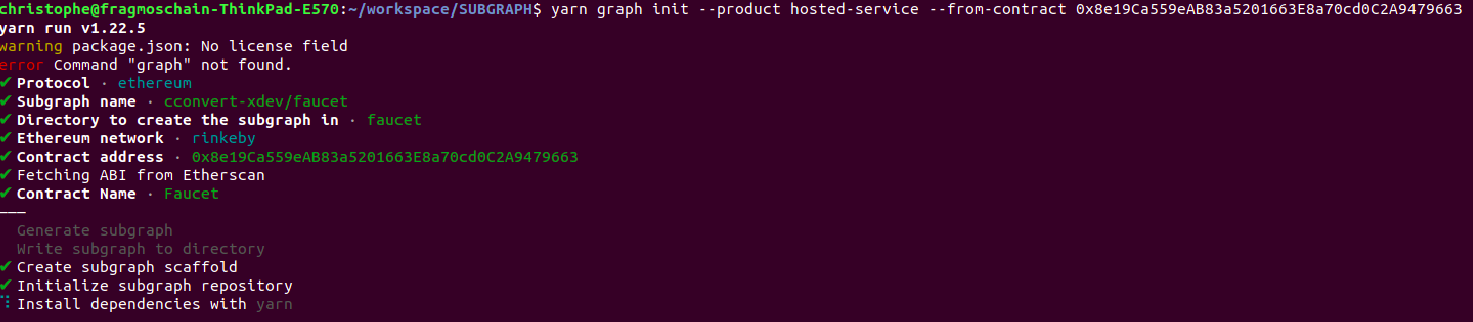 christophe@fragmoschain-ThinkPad-E570:~/workspace/SUBGRAPH$ yarn graph init --product hosted-service --from-contract 0x8e19Ca559eAB83a5201663E8a70cd0C2A9479663
yarn run v1.22.5
warning package.json: No license field
error Command "graph" not found.
✔ Protocol · ethereum
✔ Subgraph name · cconvert-xdev/faucet
✔ Directory to create the subgraph in · faucet
✔ Ethereum network · rinkeby
✔ Contract address · 0x8e19Ca559eAB83a5201663E8a70cd0C2A9479663
✔ Fetching ABI from Etherscan
✔ Contract Name · Faucet
———
Generate subgraph
Write subgraph to directory
✔ Create subgraph scaffold
✔ Initialize subgraph repository
⠹ Install dependencies with yarn